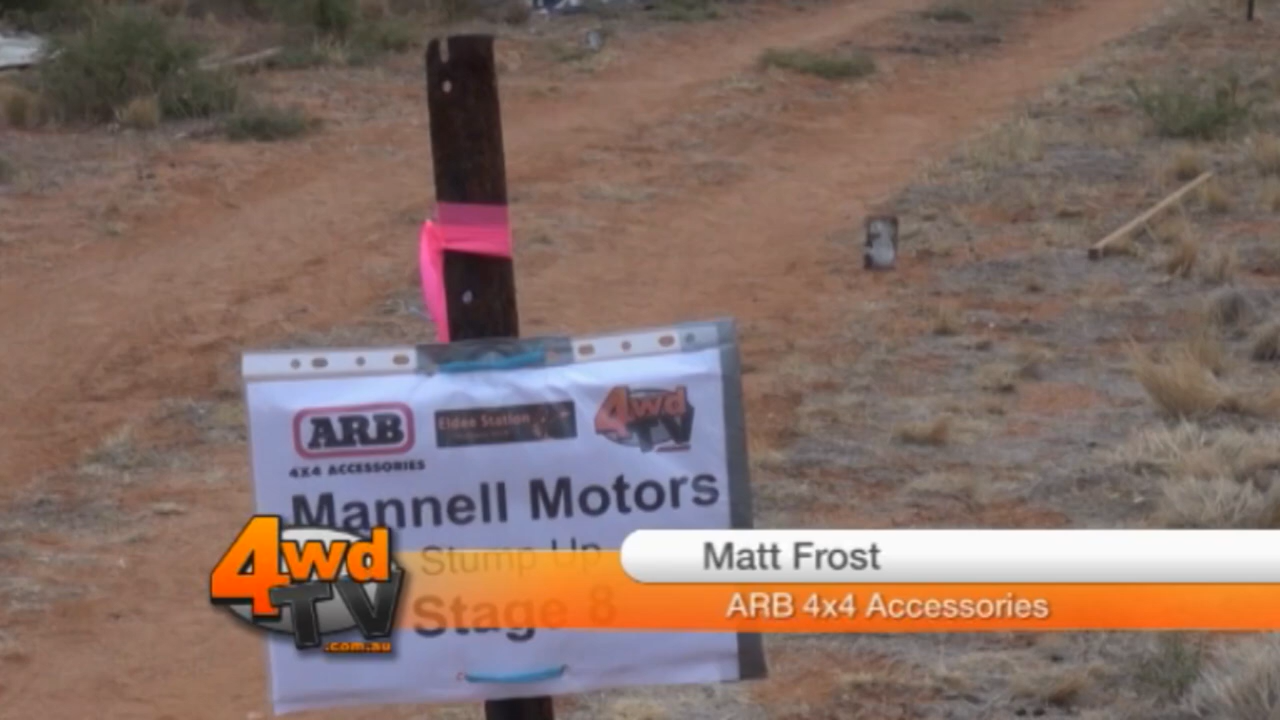 ARB
4X4 ACCESSORIES
Eldee Station
4wd
TV
Mannell Motors
Stump Up
Stage 8
4wd
TV
.com.au
Matt Frost
ARB 4x4 Accessories